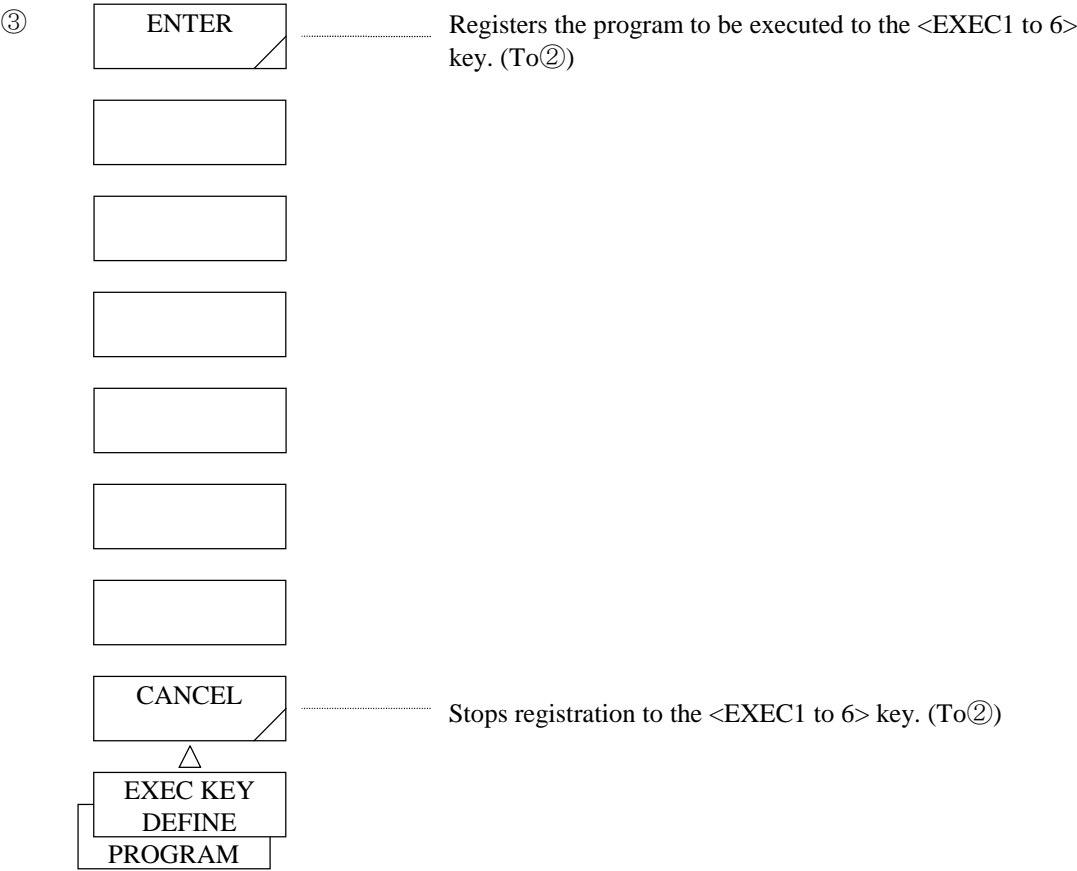 ③ ENTER Registers the program to be executed to the <EXEC1 to 6>
key. (To②)
CANCEL
Stops registration to the <EXEC1 to 6> key. (To②)
EXEC KEY
DEFINE
PROGRAM